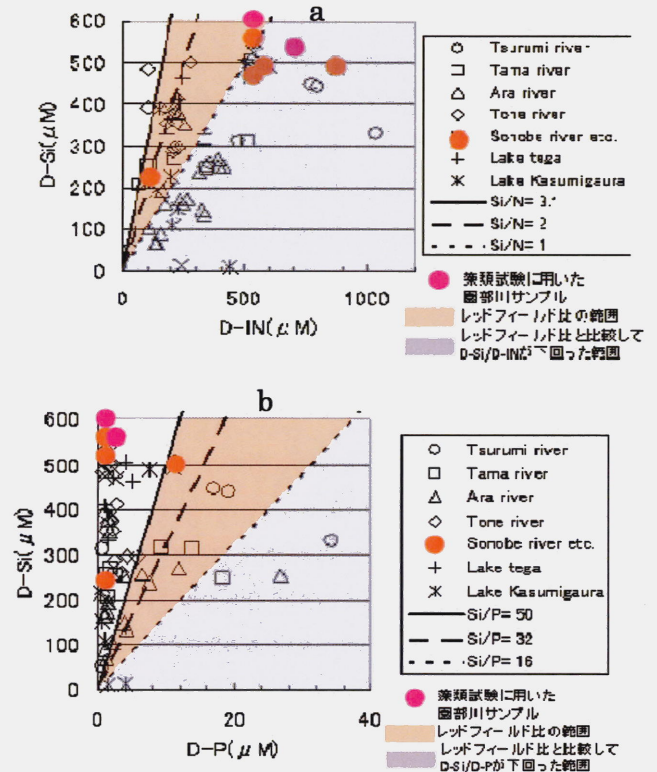 a
600
500
400
300
200
100
0
D-Si(μM)
0
500
1000
D-IN(μM)
Tsurumi river
Tama river
Ara river
Tone river
Sonobe river etc.
Lake tega
Lake Kasumigaura
Si/N= 3.1
Si/N= 2
Si/N= 1
藻類試験に用いた
園部川サンプル
レッドフィールド比の範囲
レッドフィールド比と比較して
D-Si/D-INが下回った範囲
b
600
500
400
300
200
100
0
D-Si(μM)
0
20
40
D-P(μM)
Tsurumi river
Tama river
Ara river
Tone river
Sonobe river etc.
Lake tega
Lake Kasumigaura
Si/P= 50
Si/P= 32
Si/P= 16
藻類試験に用いた
園部川サンプル
レッドフィールド比の範囲
レッドフィールド比と比較して
D-Si/D-Pが下回った範囲